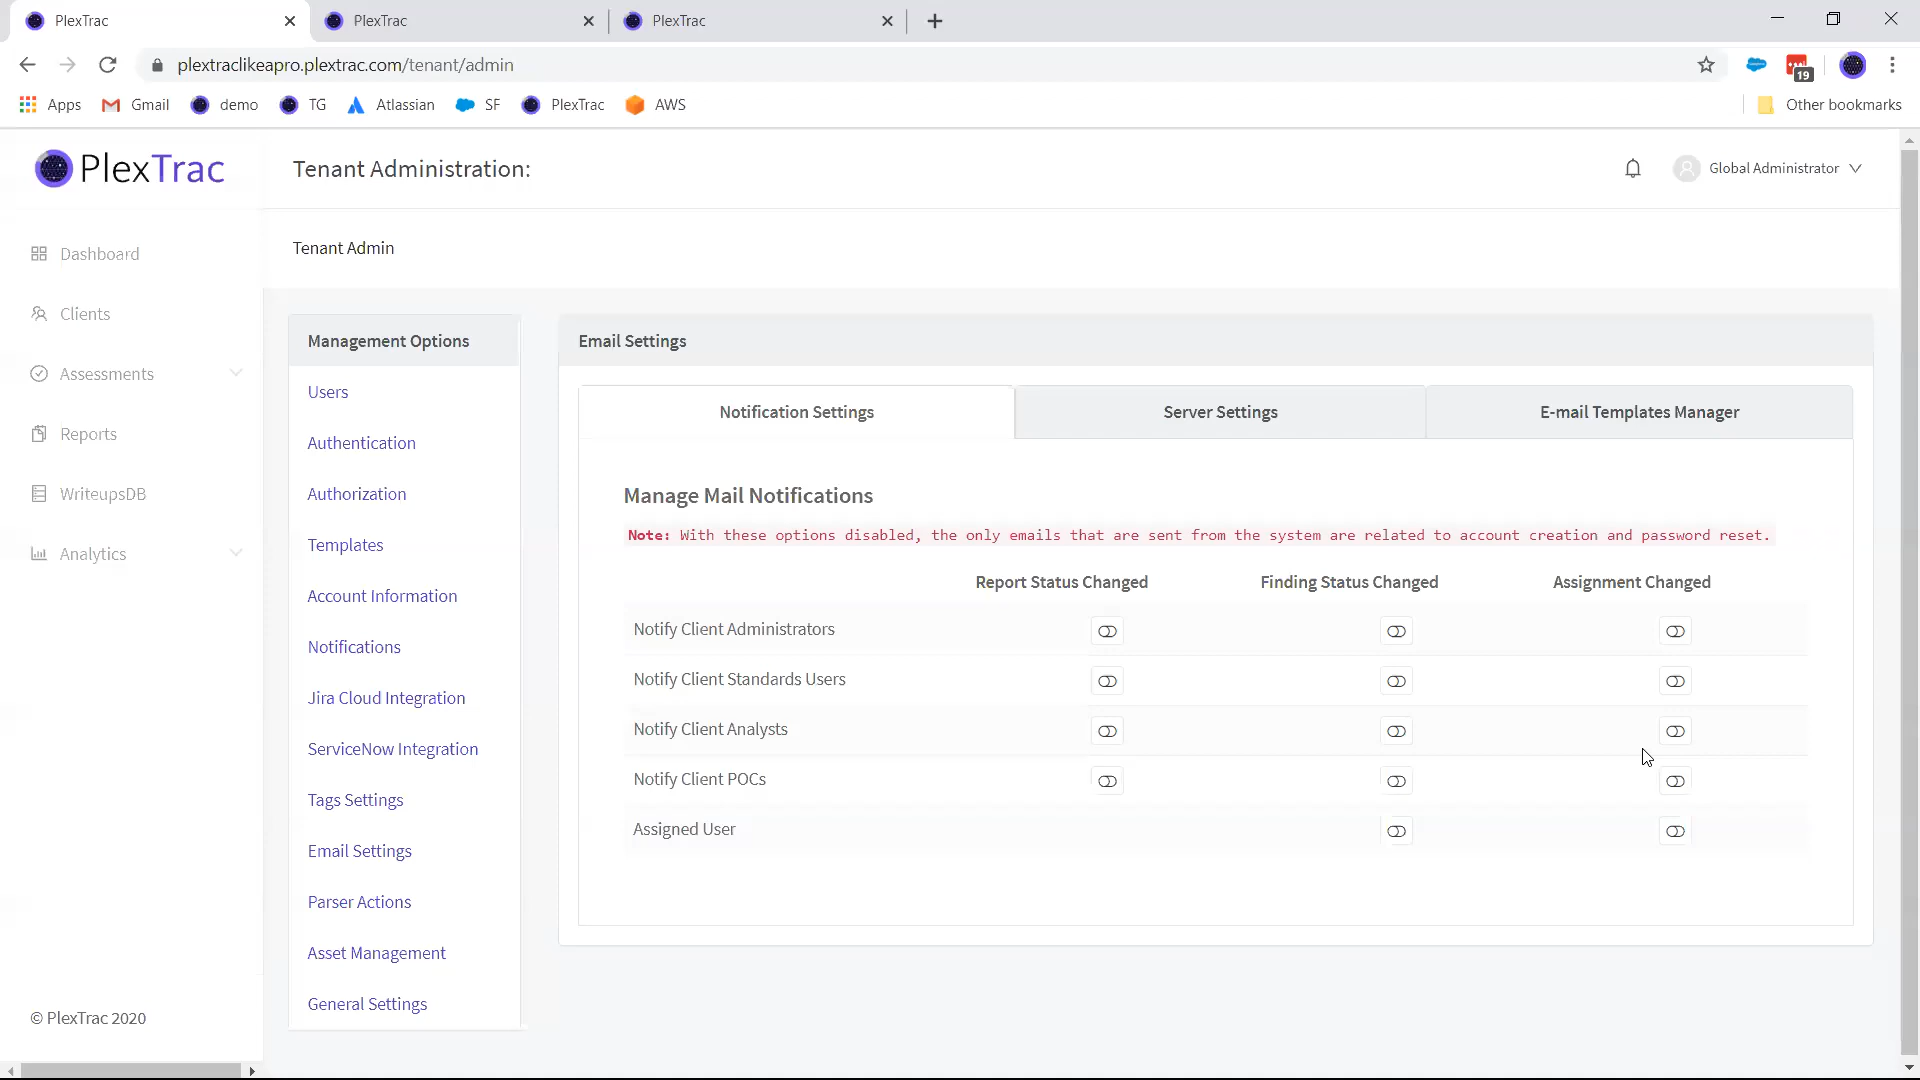 PlexTrac
PlexTrac
PlexTrac
plextraclikeapro.plextrac.com/tenant/admin
19
Apps
Gmail
demo
TG
Atlassian
SF
PlexTrac
AWS
Other bookmarks
PlexTrac
Tenant Administration:
Global Administrator
Tenant Admin
Dashboard
Clients
Assessments
Reports
WriteupsDB
Analytics
© PlexTrac 2020
Management Options
Users
Authentication
Authorization
Templates
Account Information
Notifications
Jira Cloud Integration
ServiceNow Integration
Tags Settings
Email Settings
Parser Actions
Asset Management
General Settings
Email Settings
Notification Settings
Server Settings
E-mail Templates Manager
Manage Mail Notifications
Note: With these options disabled, the only emails that are sent from the system are related to account creation and password reset.
Report Status Changed
Finding Status Changed
Assignment Changed
Notify Client Administrators
Notify Client Standards Users
Notify Client Analysts
Notify Client POCs
Assigned User